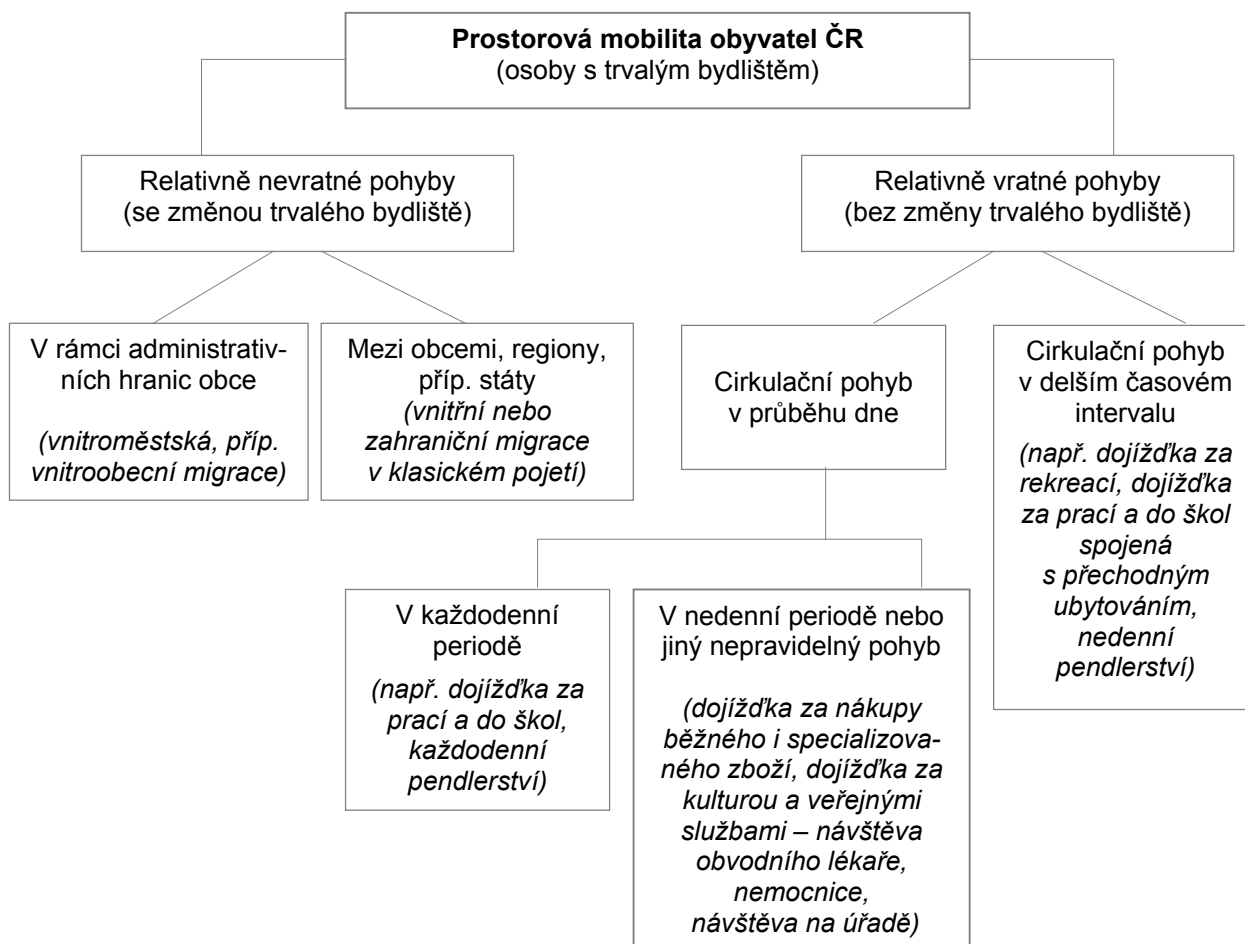 Prostorová mobilita obyvatel ČR
(osoby s trvalým bydlištěm)
Relativně nevratné pohyby
(se změnou trvalého bydliště)
Relativně vratné pohyby
(bez změny trvalého bydliště)
V rámci administrativ-
ních hranic obce
(vnitroměstská, příp.
vnitroobecní migrace)
Mezi obcemi, regiony,
příp. státy
(vnitřní nebo
zahraniční migrace
v klasickém pojetí)
Cirkulační pohyb
v průběhu dne
Cirkulační pohyb
v delším časovém
intervalu
(např. dojížďka za
rekreací, dojížďka
za prací a do škol
spojená
s přechodným
ubytováním,
nedenní
pendlerství)
V každodenní
periodě
(např. dojížďka za
prací a do škol,
každodenní
pendlerství)
V nedenní periodě nebo
jiný nepravidelný pohyb
(dojížďka za nákupy
běžného i specializova-
ného zboží, dojížďka za
kulturou a veřejnými
službami – návštěva
obvodního lékaře,
nemocnice,
návštěva na úřadě)